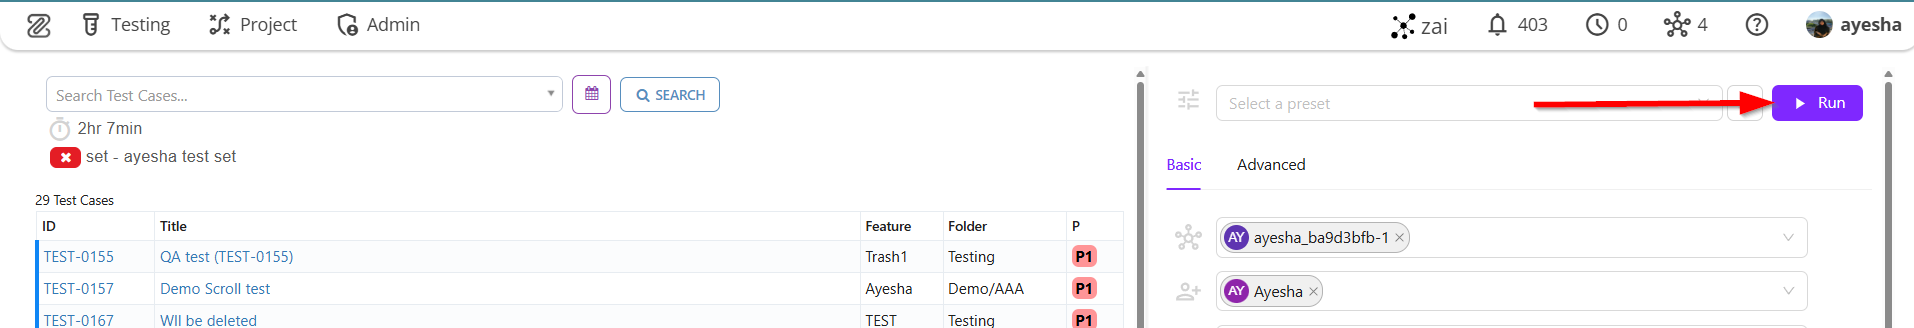 Testing Project Admin zai 403 0 4 ayesha
Search Test Cases... SEARCH
2hr 7min
set - ayesha test set
29 Test Cases
ID Title Feature Folder P
TEST-0155 QA test (TEST-0155) Trash1 Testing P1
TEST-0157 Demo Scroll test Ayesha Demo/AAA P1
TEST-0167 WIl be deleted TEST Testing P1
Select a preset Run
Basic Advanced
AY ayesha_ba9d3bfb-1
AY Ayesha